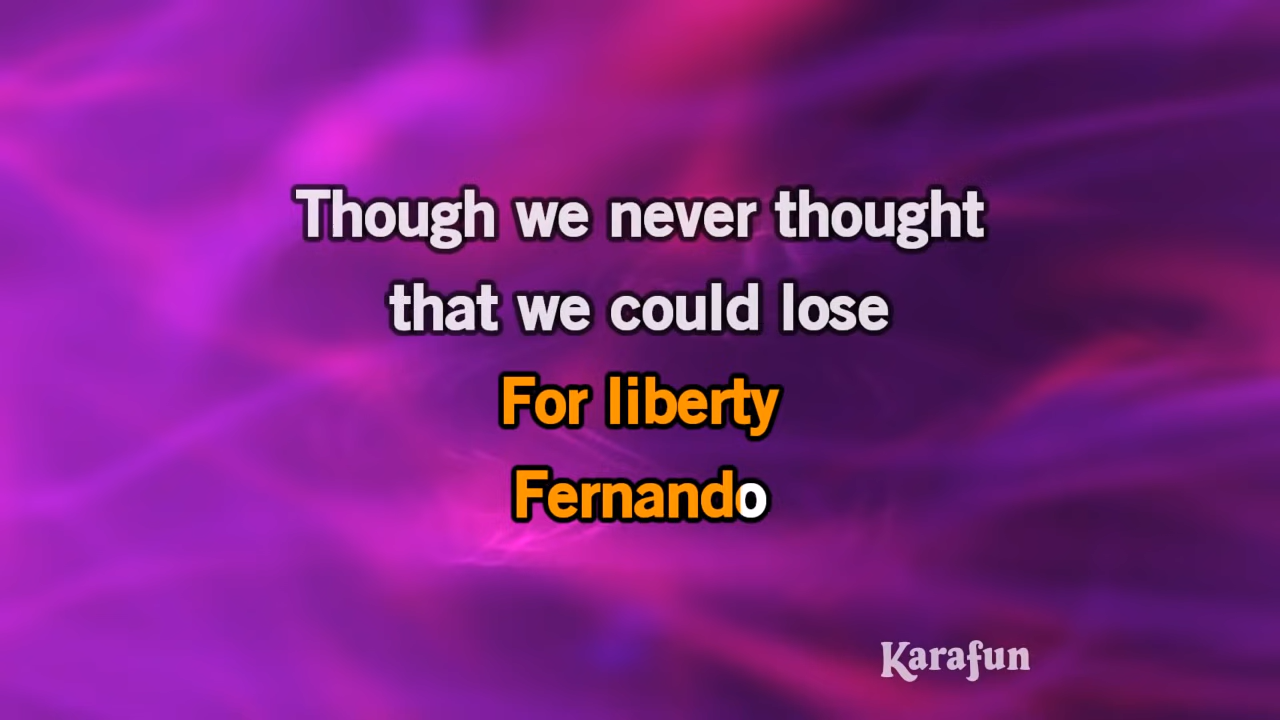 Though we never thought
that we could lose
For liberty
Fernando
Karafun